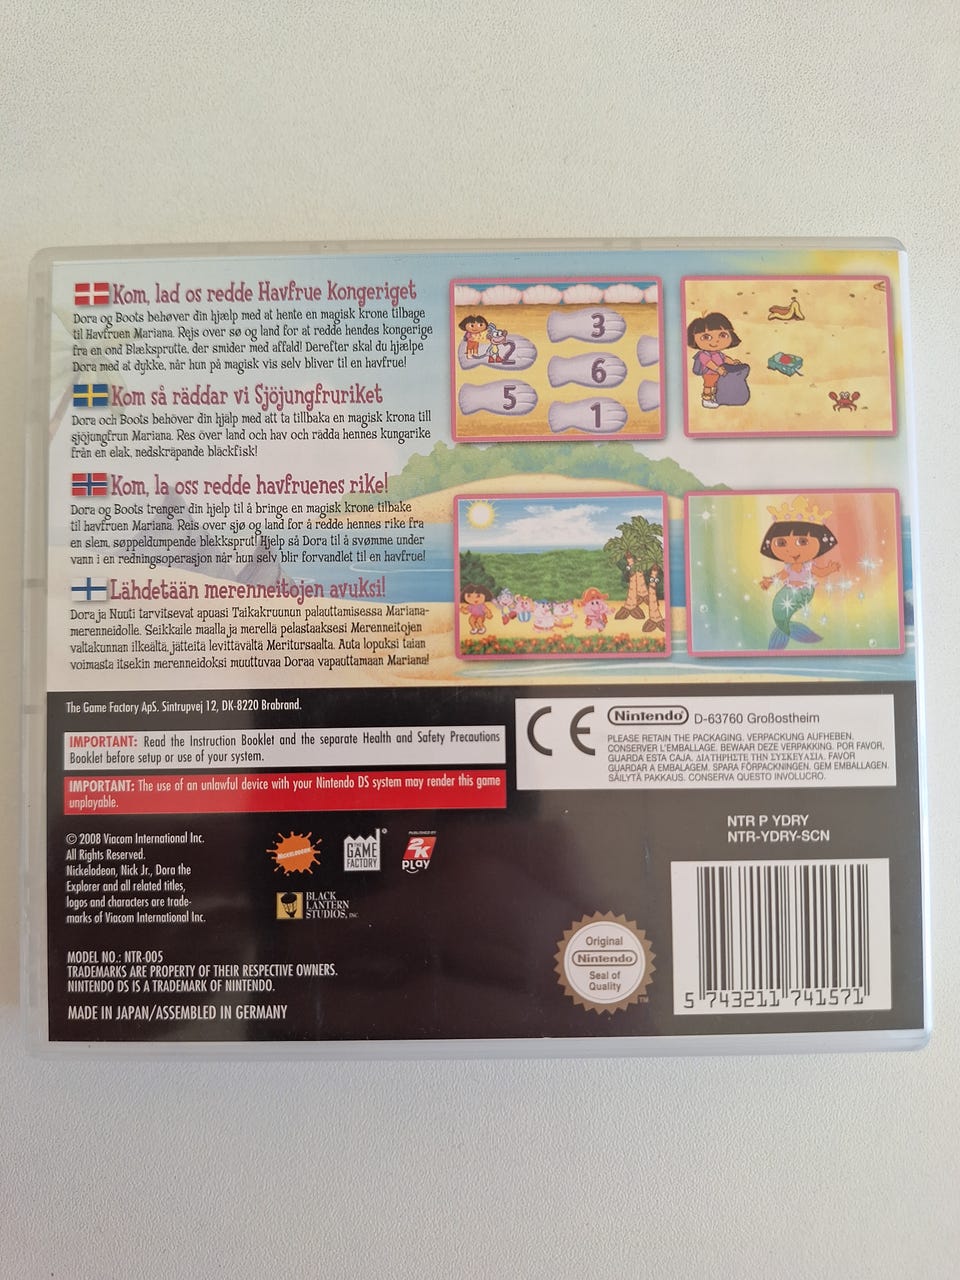 Kom, lad os redde Havfrue kongeriget
Dora og Boots behøver din hjælp med at hente en magisk krone tilbage
til Havfruen Mariana. Rejs over sø og land for at redde hendes kongerige
fra en ond Blæksprutte, der smider med affald! Derefter skal du hjælpe
Dora med at dykke, når hun på magisk vis selv bliver til en havfrue!
Kom så räddar vi Sjöjungfruriket
Dora och Boots behöver din hjälp med att ta tillbaka en magisk krona till
sjöjungfrun Mariana. Res över land och hav och rädda hennes kungarike
från en elak, nedskräpande bläckfisk!
Kom, la oss redde havfruenes rike!
Dora og Boots trenger din hjelp til å bringe en magisk krone tilbake
til havfruen Mariana. Reis over sjø og land for å redde hennes rike fra
en slem, søppeldumpende blekksprut! Hjelp så Dora til å svømme under
vann i en redningsoperasjon når hun selv blir forvandlet til en havfrue!
Lähdetään merenneitojen avuksi!
Dora ja Nuuti tarvitsevat apuasi Taikakruunun palauttamisessa Mariana-
merenneidolle. Seikkaile maalla ja merellä pelastaaksesi Merenneitojen
valtakunnan ilkeältä, jätteitä levittävältä Meritursaalta. Auta lopuksi taian
voimasta itsekin merenneidoksi muuttuvaa Doraa vapauttamaan Mariana!
3
2
6
5
1
The Game Factory ApS. Sintrupvej 12, DK-8220 Brabrand.
IMPORTANT: Read the Instruction Booklet and the separate Health and Safety Precautions
Booklet before setup or use of your system.
IMPORTANT: The use of an unlawful device with your Nintendo DS system may render this game
unplayable.
CE
Nintendo D-63760 Großostheim
PLEASE RETAIN THE PACKAGING. VERPACKUNG AUFHEBEN.
CONSERVER L'EMBALLAGE. BEWAAR DEZE VERPAKKING. POR FAVOR,
GUARDA ESTA CAJA. ΔΙΑΤΗΡΗΣΤΕ ΤΗΝ ΣΥΣΚΕΥΑΣΙΑ. FAVOR
GUARDAR A EMBALAGEM. SPARA FÖRPACKNINGEN. GEM EMBALLAGEN.
SÄILYTÄ PAKKAUS. CONSERVA QUESTO INVOLUCRO.
NTR P YDRY
NTR-YDRY-SCN
© 2008 Viacom International Inc.
All Rights Reserved.
Nickelodeon, Nick Jr., Dora the
Explorer and all related titles,
logos and characters are trade-
marks of Viacom International Inc.
NICKELODEON
THE
GAME
FACTORY
PUBLISHED BY
2K
play
BLACK
LANTERN
STUDIOS, INC.
MODEL NO.: NTR-005
TRADEMARKS ARE PROPERTY OF THEIR RESPECTIVE OWNERS.
NINTENDO DS IS A TRADEMARK OF NINTENDO.
MADE IN JAPAN/ASSEMBLED IN GERMANY
Original
Nintendo
Seal of
Quality
TM
5 743211 741571